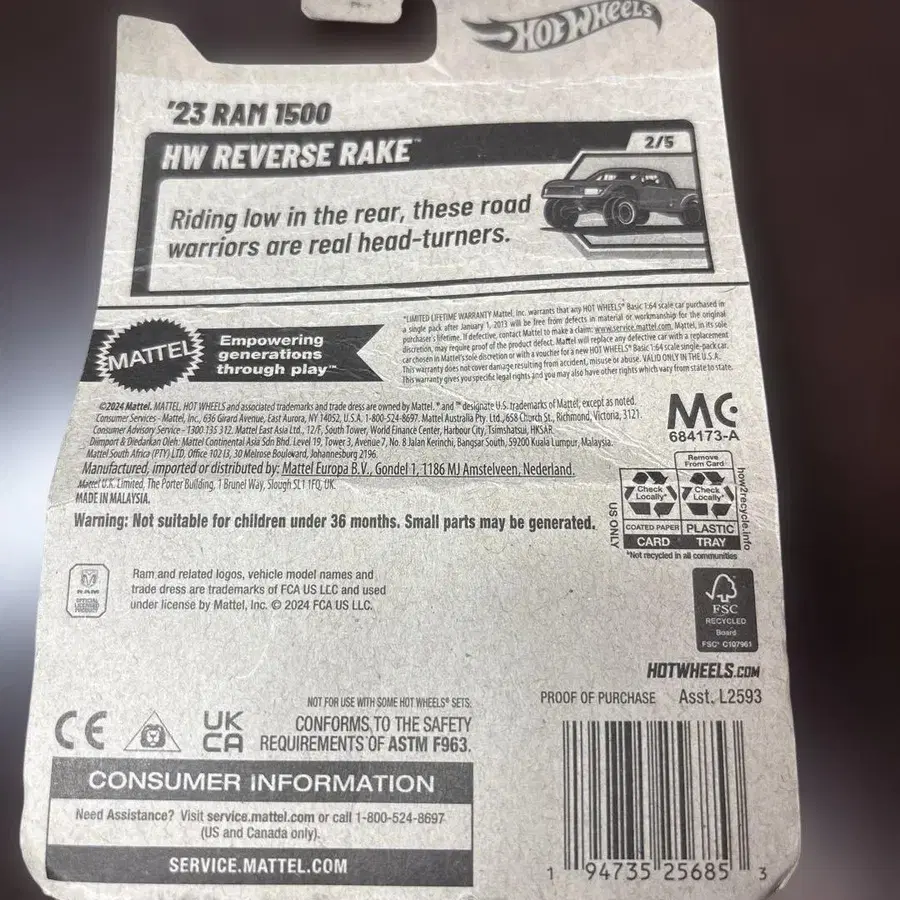 HOT WHEELS
'23 RAM 1500
HW REVERSE RAKE™
2/5
Riding low in the rear, these road
warriors are real head-turners.
MATTEL
Empowering
generations
through play™
*LIMITED LIFETIME WARRANTY Mattel, Inc. warrants that any HOT WHEELS® Basic 1:64 scale car purchased in
a single pack after January 1, 2013 will be free from defects in material or workmanship for the original
purchaser's lifetime. If defective, contact Mattel to make a claim: www.service.mattel.com. Mattel, in its sole
discretion, may require proof of the product defect. Mattel will replace any defective car with a replacement
car chosen in Mattel's sole discretion or with a voucher for a new HOT WHEELS® Basic 1:64 scale single-pack car.
This warranty does not cover damage resulting from accident, misuse or abuse. VALID ONLY IN THE U.S.A.
This warranty gives you specific legal rights and you may also have other rights which vary from state to state.
©2024 Mattel. MATTEL, HOT WHEELS and associated trademarks and trade dress are owned by Mattel. ® and ™ designate U.S. trademarks of Mattel, except as noted.
Consumer Services - Mattel, Inc., 636 Girard Avenue, East Aurora, NY 14052, U.S.A. 1-800-524-8697. Mattel Australia Pty. Ltd., 658 Church St., Richmond, Victoria, 3121.
Consumer Advisory Service - 1300 135 312. Mattel East Asia Ltd., 12/F, South Tower, World Finance Center, Harbour City, Tsimshatsui, HKSAR.
Diimport & Diedarkan Oleh: Mattel Continental Asia Sdn Bhd. Level 19, Tower 3, Avenue 7, No. 8 Jalan Kerinchi, Bangsar South, 59200 Kuala Lumpur, Malaysia.
Mattel South Africa (PTY) LTD, Office 102 I3, 30 Melrose Boulevard, Johannesburg 2196.
Manufactured, imported or distributed by: Mattel Europa B.V., Gondel 1, 1186 MJ Amstelveen, Nederland.
Mattel U.K. Limited, The Porter Building, 1 Brunel Way, Slough SL1 1FQ, UK.
MADE IN MALAYSIA.
MC
684173-A
Warning: Not suitable for children under 36 months. Small parts may be generated.
US ONLY
Remove
From Card
Check
Locally*
Check
Locally*
COATED PAPER
PLASTIC
CARD
TRAY
how2recycle.info
*Not recycled in all communities
RAM
OFFICIAL
LICENSED
PRODUCT
Ram and related logos, vehicle model names and
trade dress are trademarks of FCA US LLC and used
under license by Mattel, Inc. © 2024 FCA US LLC.
FSC
RECYCLED
Board
FSC® C107961
HOTWHEELS.COM
PROOF OF PURCHASE Asst. L2593
NOT FOR USE WITH SOME HOT WHEELS® SETS.
CE
UK
CA
CONFORMS TO THE SAFETY
REQUIREMENTS OF ASTM F963.
CONSUMER INFORMATION
Need Assistance? Visit service.mattel.com or call 1-800-524-8697
(US and Canada only).
SERVICE.MATTEL.COM
1 94735 25685 3